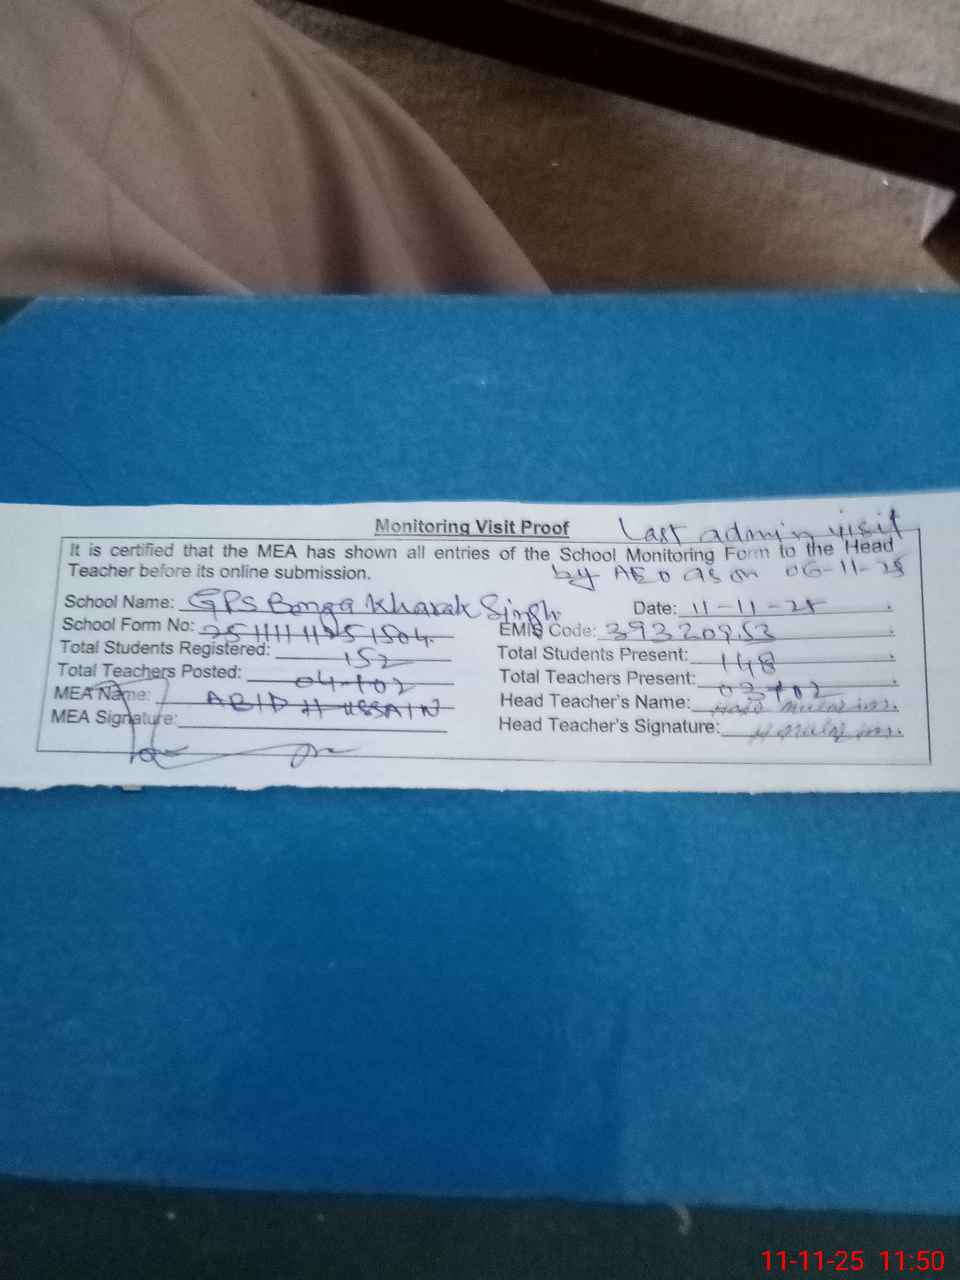 Monitoring Visit Proof
Last admin visit
It is certified that the MEA has shown all entries of the School Monitoring Form to the Head
Teacher before its online submission.
by AEO as on 06-11-25
School Name: GPS Bonga Kharak Singh
Date: 11-11-25
School Form No:
EMIS Code: 39320953
Total Students Registered: 152
Total Students Present: 148
Total Teachers Posted: 04+02
Total Teachers Present: 03+02
MEA Name: ABID HUSSAIN
Head Teacher's Name:
MEA Signature:
Head Teacher's Signature:
11-11-25 11:50